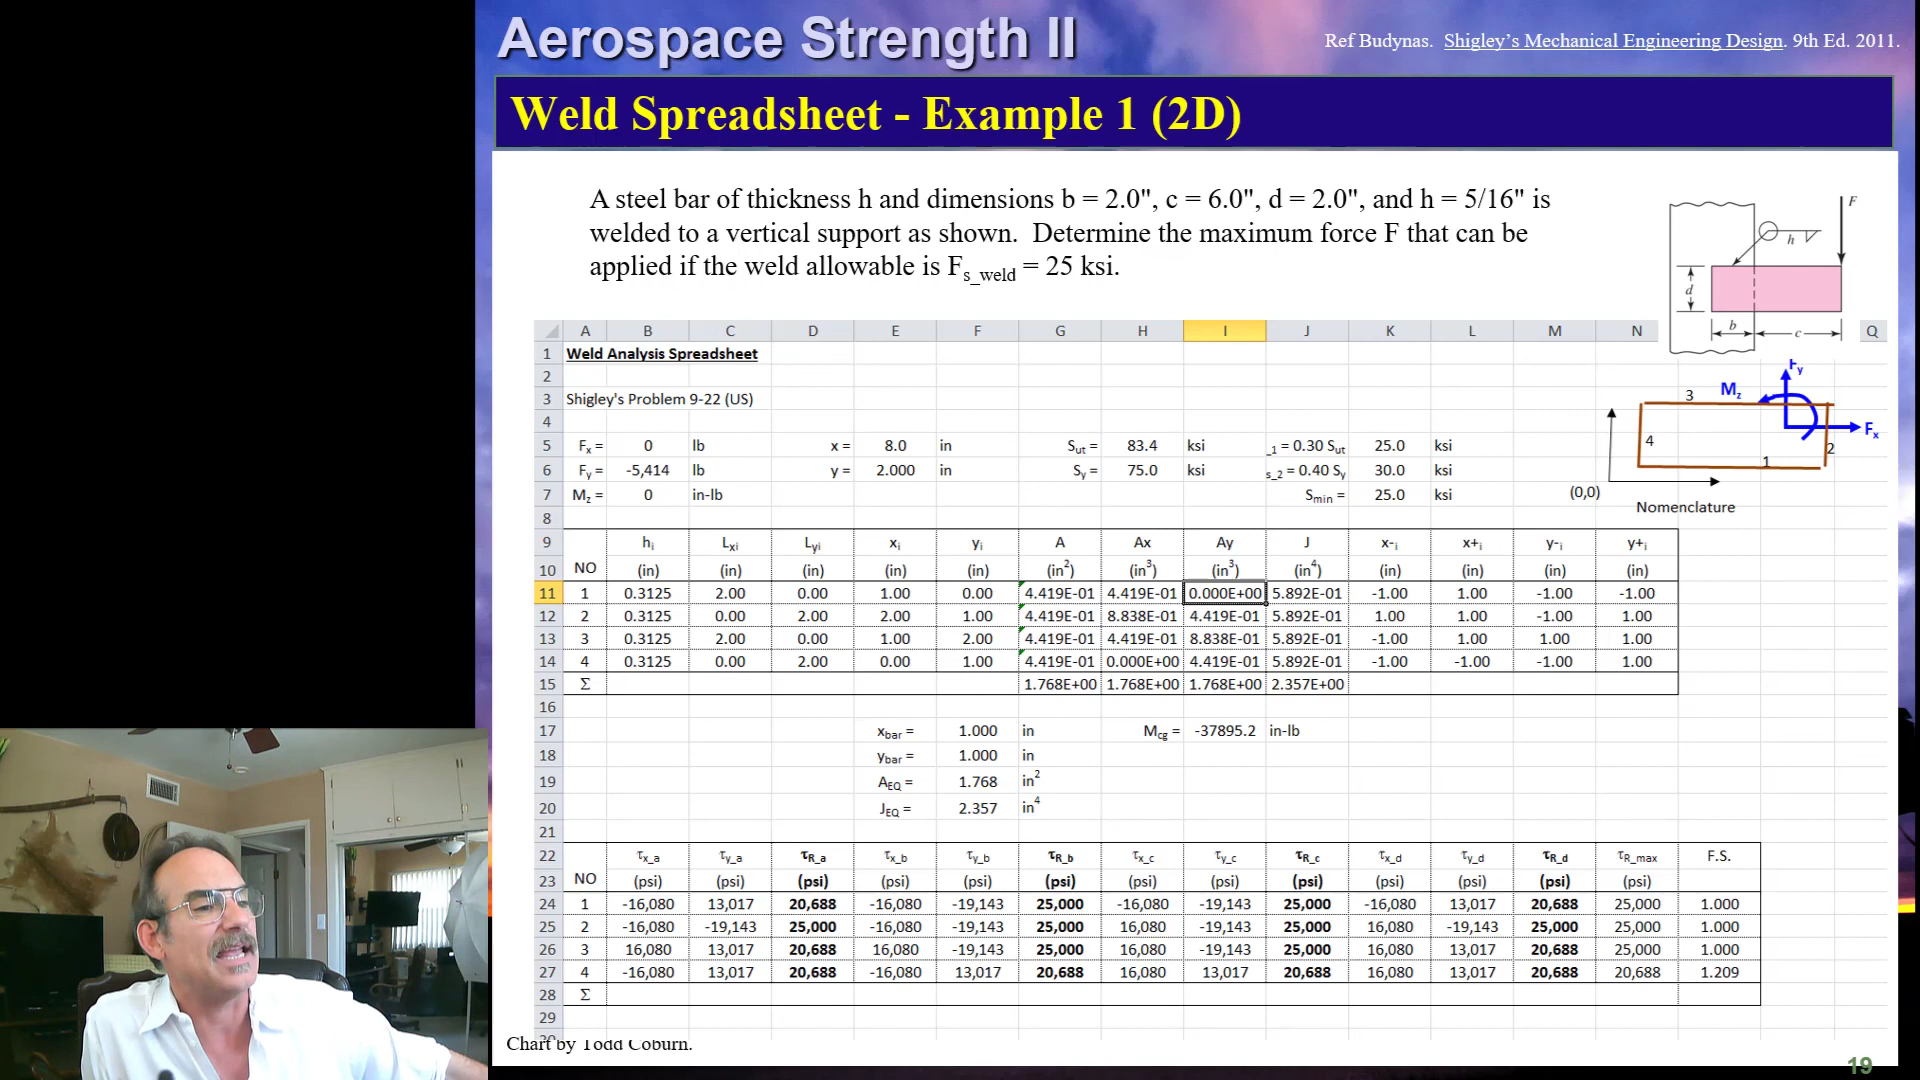 Aerospace Strength II
Ref Budynas. Shigley's Mechanical Engineering Design. 9th Ed. 2011.
Weld Spreadsheet - Example 1 (2D)
A steel bar of thickness h and dimensions b = 2.0", c = 6.0", d = 2.0", and h = 5/16" is
welded to a vertical support as shown. Determine the maximum force F that can be
applied if the weld allowable is Fs_weld = 25 ksi.
F
h
d
b c
A B C D E F G H I J K L M N Q
1 Weld Analysis Spreadsheet
2
3 Shigley's Problem 9-22 (US)
4
5 Fx = 0 lb x = 8.0 in Sut = 83.4 ksi _1 = 0.30 Sut 25.0 ksi
6 Fy = -5,414 lb y = 2.000 in Sy = 75.0 ksi s_2 = 0.40 Sy 30.0 ksi
7 Mz = 0 in-lb Smin = 25.0 ksi
8
Fy
3 Mz
Fx
4
2
1
(0,0)
Nomenclature
9 hi Lxi Lyi xi yi A Ax Ay J x-i x+i y-i y+i
10 NO (in) (in) (in) (in) (in) (in2) (in3) (in3) (in4) (in) (in) (in) (in)
11 1 0.3125 2.00 0.00 1.00 0.00 4.419E-01 4.419E-01 0.000E+00 5.892E-01 -1.00 1.00 -1.00 -1.00
12 2 0.3125 0.00 2.00 2.00 1.00 4.419E-01 8.838E-01 4.419E-01 5.892E-01 1.00 1.00 -1.00 1.00
13 3 0.3125 2.00 0.00 1.00 2.00 4.419E-01 4.419E-01 8.838E-01 5.892E-01 -1.00 1.00 1.00 1.00
14 4 0.3125 0.00 2.00 0.00 1.00 4.419E-01 0.000E+00 4.419E-01 5.892E-01 -1.00 -1.00 -1.00 1.00
15 Σ 1.768E+00 1.768E+00 1.768E+00 2.357E+00
16
17 xbar = 1.000 in Mcg = -37895.2 in-lb
18 ybar = 1.000 in
19 AEQ = 1.768 in2
20 JEQ = 2.357 in4
21
22 τx_a τy_a τR_a τx_b τy_b τR_b τx_c τy_c τR_c τx_d τy_d τR_d τR_max F.S.
23 NO (psi) (psi) (psi) (psi) (psi) (psi) (psi) (psi) (psi) (psi) (psi) (psi) (psi)
24 1 -16,080 13,017 20,688 -16,080 -19,143 25,000 -16,080 -19,143 25,000 -16,080 13,017 20,688 25,000 1.000
25 2 -16,080 -19,143 25,000 -16,080 -19,143 25,000 16,080 -19,143 25,000 16,080 -19,143 25,000 25,000 1.000
26 3 16,080 13,017 20,688 16,080 -19,143 25,000 16,080 -19,143 25,000 16,080 13,017 20,688 25,000 1.000
27 4 -16,080 13,017 20,688 -16,080 13,017 20,688 16,080 13,017 20,688 16,080 13,017 20,688 20,688 1.209
28 Σ
29
Chart by Todd Coburn.
19